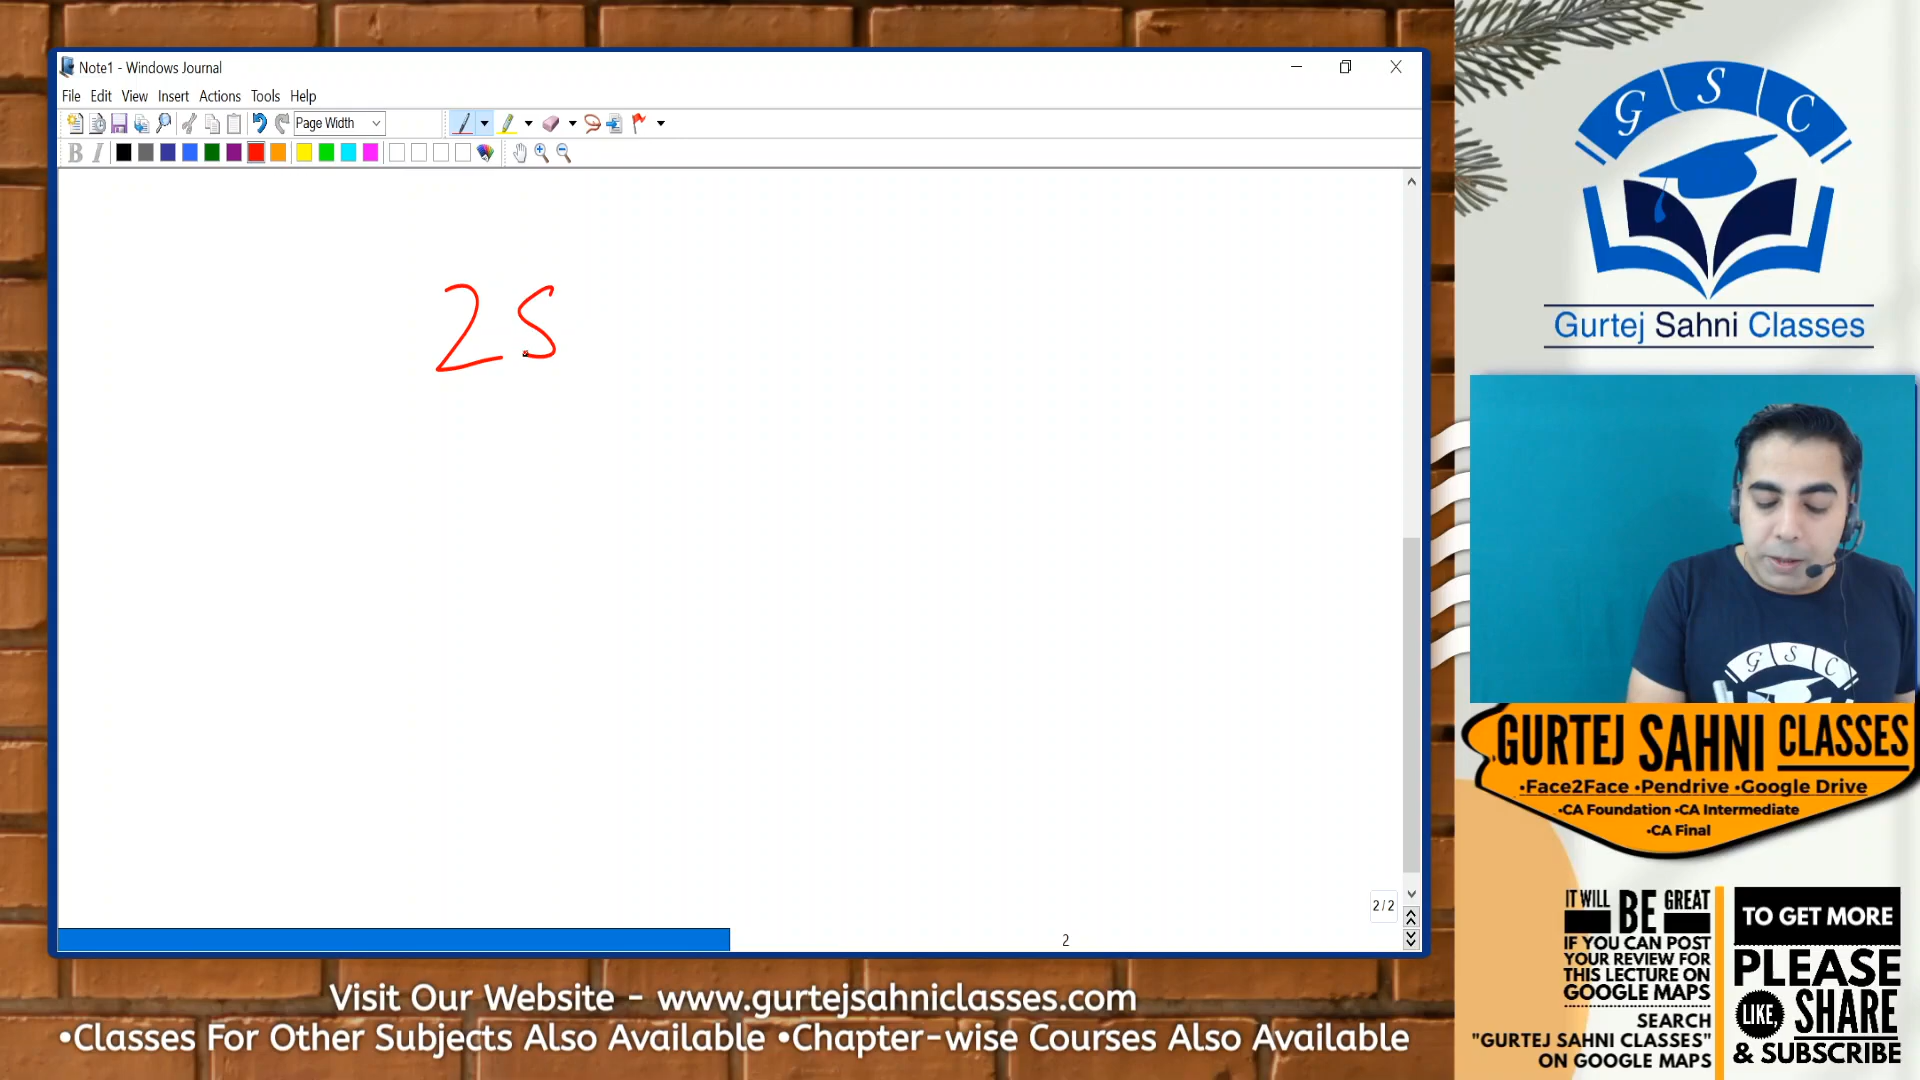 Note1 - Windows Journal
File Edit View Insert Actions Tools Help
Page Width
B I
2/2
2
G S C
Gurtej Sahni Classes
G S C
GURTEJ SAHNI CLASSES
•Face2Face •Pendrive •Google Drive
•CA Foundation •CA Intermediate
•CA Final
IT WILL BE GREAT
IF YOU CAN POST
YOUR REVIEW FOR
THIS LECTURE ON
GOOGLE MAPS
SEARCH
"GURTEJ SAHNI CLASSES"
ON GOOGLE MAPS
TO GET MORE
PLEASE
LIKE, SHARE
& SUBSCRIBE
Visit Our Website - www.gurtejsahniclasses.com
•Classes For Other Subjects Also Available •Chapter-wise Courses Also Available